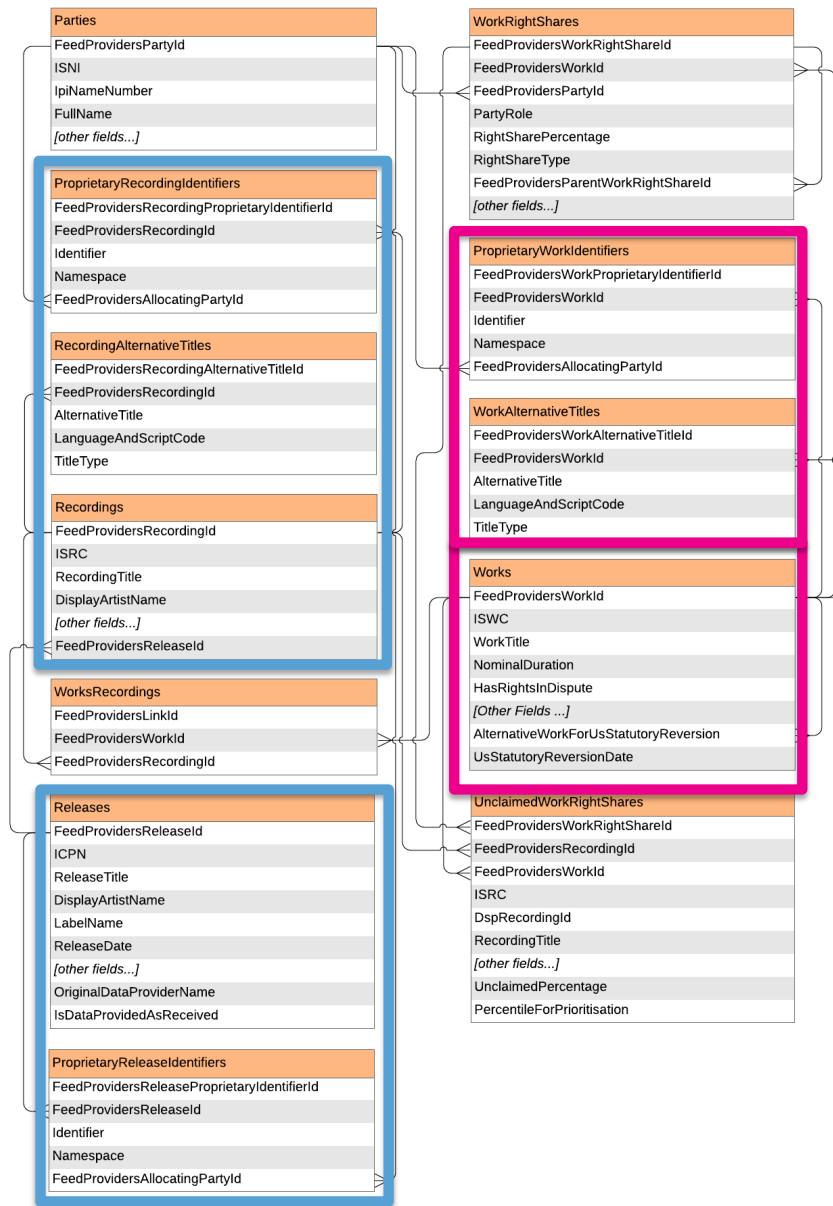 Parties
FeedProvidersPartyId
ISNI
IpiNameNumber
FullName
[other fields...]
ProprietaryRecordingIdentifiers
FeedProvidersRecordingProprietaryIdentifierId
FeedProvidersRecordingId
Identifier
Namespace
FeedProvidersAllocatingPartyId
RecordingAlternativeTitles
FeedProvidersRecordingAlternativeTitleId
FeedProvidersRecordingId
AlternativeTitle
LanguageAndScriptCode
TitleType
Recordings
FeedProvidersRecordingId
ISRC
RecordingTitle
DisplayArtistName
[other fields...]
FeedProvidersReleaseId
WorksRecordings
FeedProvidersLinkId
FeedProvidersWorkId
FeedProvidersRecordingId
Releases
FeedProvidersReleaseId
ICPN
ReleaseTitle
DisplayArtistName
LabelName
ReleaseDate
[other fields...]
OriginalDataProviderName
IsDataProvidedAsReceived
ProprietaryReleaseIdentifiers
FeedProvidersReleaseProprietaryIdentifierId
FeedProvidersReleaseId
Identifier
Namespace
FeedProvidersAllocatingPartyId
WorkRightShares
FeedProvidersWorkRightShareId
FeedProvidersWorkId
FeedProvidersPartyId
PartyRole
RightSharePercentage
RightShareType
FeedProvidersParentWorkRightShareId
[other fields...]
ProprietaryWorkIdentifiers
FeedProvidersWorkProprietaryIdentifierId
FeedProvidersWorkId
Identifier
Namespace
FeedProvidersAllocatingPartyId
WorkAlternativeTitles
FeedProvidersWorkAlternativeTitleId
FeedProvidersWorkId
AlternativeTitle
LanguageAndScriptCode
TitleType
Works
FeedProvidersWorkId
ISWC
WorkTitle
NominalDuration
HasRightsInDispute
[Other Fields ...]
AlternativeWorkForUsStatutoryReversion
UsStatutoryReversionDate
UnclaimedWorkRightShares
FeedProvidersWorkRightShareId
FeedProvidersRecordingId
FeedProvidersWorkId
ISRC
DspRecordingId
RecordingTitle
[other fields...]
UnclaimedPercentage
PercentileForPrioritisation